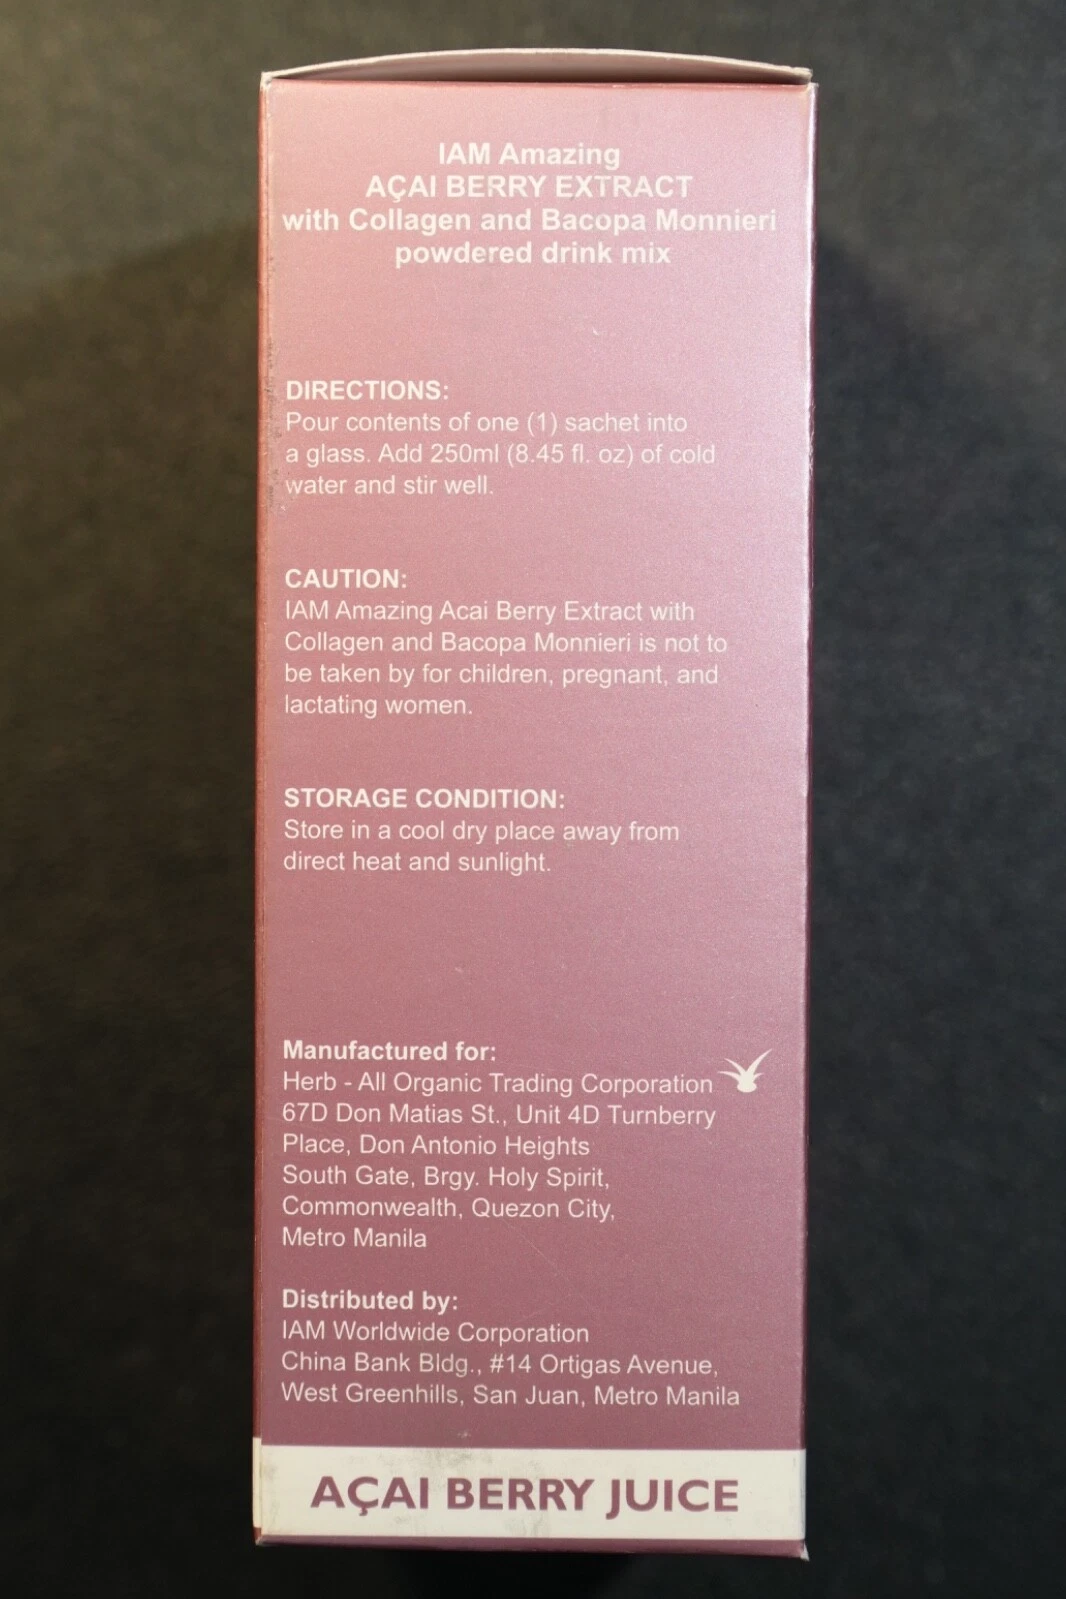 IAM Amazing
AÇAI BERRY EXTRACT
with Collagen and Bacopa Monnieri
powdered drink mix
DIRECTIONS:
Pour contents of one (1) sachet into
a glass. Add 250ml (8.45 fl. oz) of cold
water and stir well.
CAUTION:
IAM Amazing Acai Berry Extract with
Collagen and Bacopa Monnieri is not to
be taken by for children, pregnant, and
lactating women.
STORAGE CONDITION:
Store in a cool dry place away from
direct heat and sunlight.
Manufactured for:
Herb - All Organic Trading Corporation
67D Don Matias St., Unit 4D Turnberry
Place, Don Antonio Heights
South Gate, Brgy. Holy Spirit,
Commonwealth, Quezon City,
Metro Manila
Distributed by:
IAM Worldwide Corporation
China Bank Bldg., #14 Ortigas Avenue,
West Greenhills, San Juan, Metro Manila
AÇAI BERRY JUICE